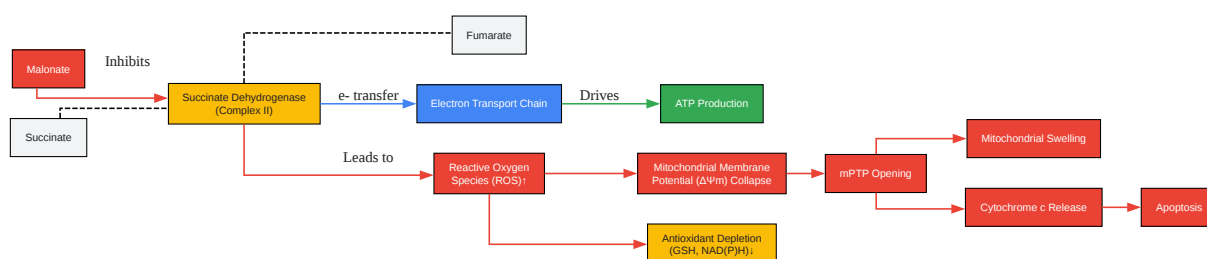 Fumarate
Malonate
Inhibits
Succinate Dehydrogenase
(Complex II)
e- transfer
Electron Transport Chain
Drives
ATP Production
Succinate
Mitochondrial Swelling
Leads to
Reactive Oxygen
Species (ROS)↑
Mitochondrial Membrane
Potential (ΔΨm) Collapse
mPTP Opening
Cytochrome c Release
Apoptosis
Antioxidant Depletion
(GSH, NAD(P)H)↓